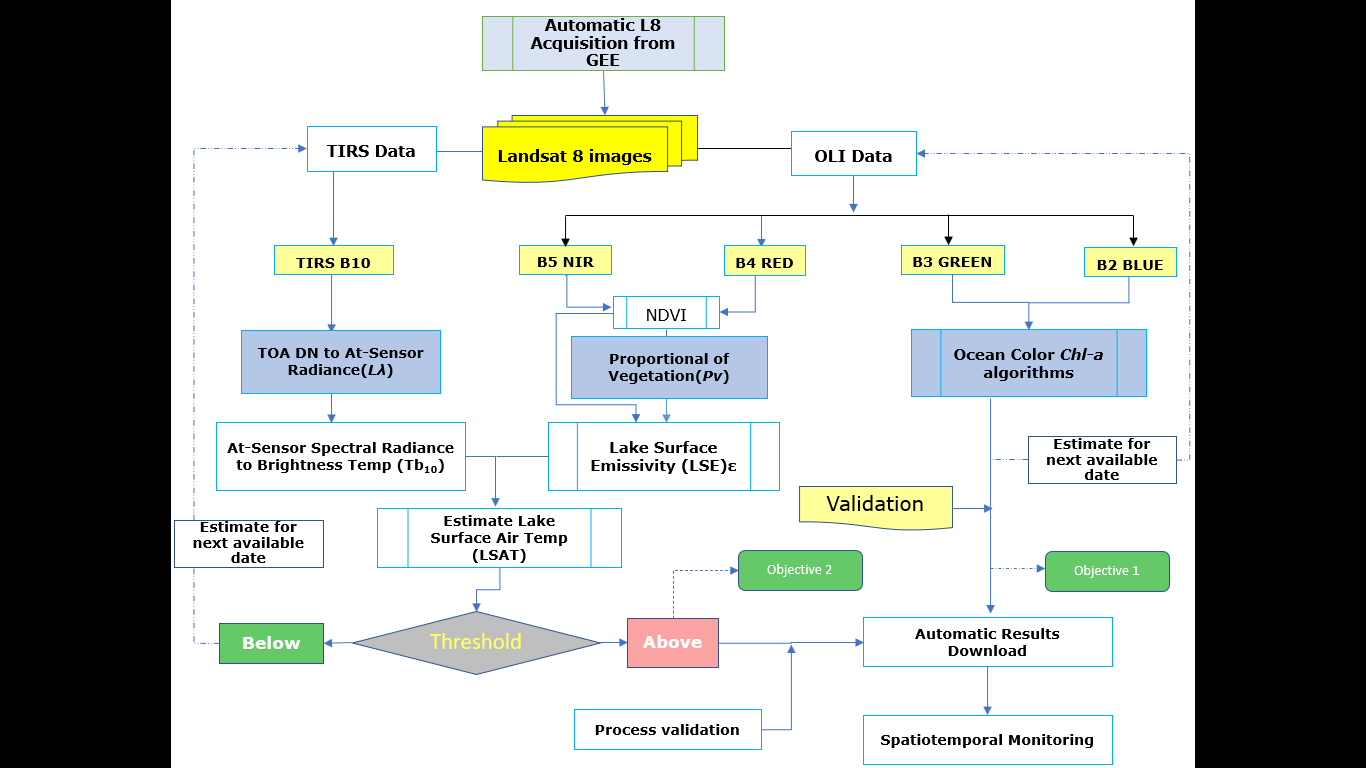 Automatic L8
Acquisition from
GEE
TIRS Data
Landsat 8 images
OLI Data
TIRS B10
B5 NIR
B4 RED
B3 GREEN
B2 BLUE
NDVI
TOA DN to At-Sensor
Radiance(Lλ)
Proportional of
Vegetation(Pv)
Ocean Color Chl-a
algorithms
At-Sensor Spectral Radiance
to Brightness Temp (Tb₁₀)
Lake Surface
Emissivity (LSE)ε
Estimate for
next available
date
Validation
Estimate Lake
Surface Air Temp
(LSAT)
Estimate for
next available
date
Objective 2
Objective 1
Below
Threshold
Above
Automatic Results
Download
Process validation
Spatiotemporal Monitoring